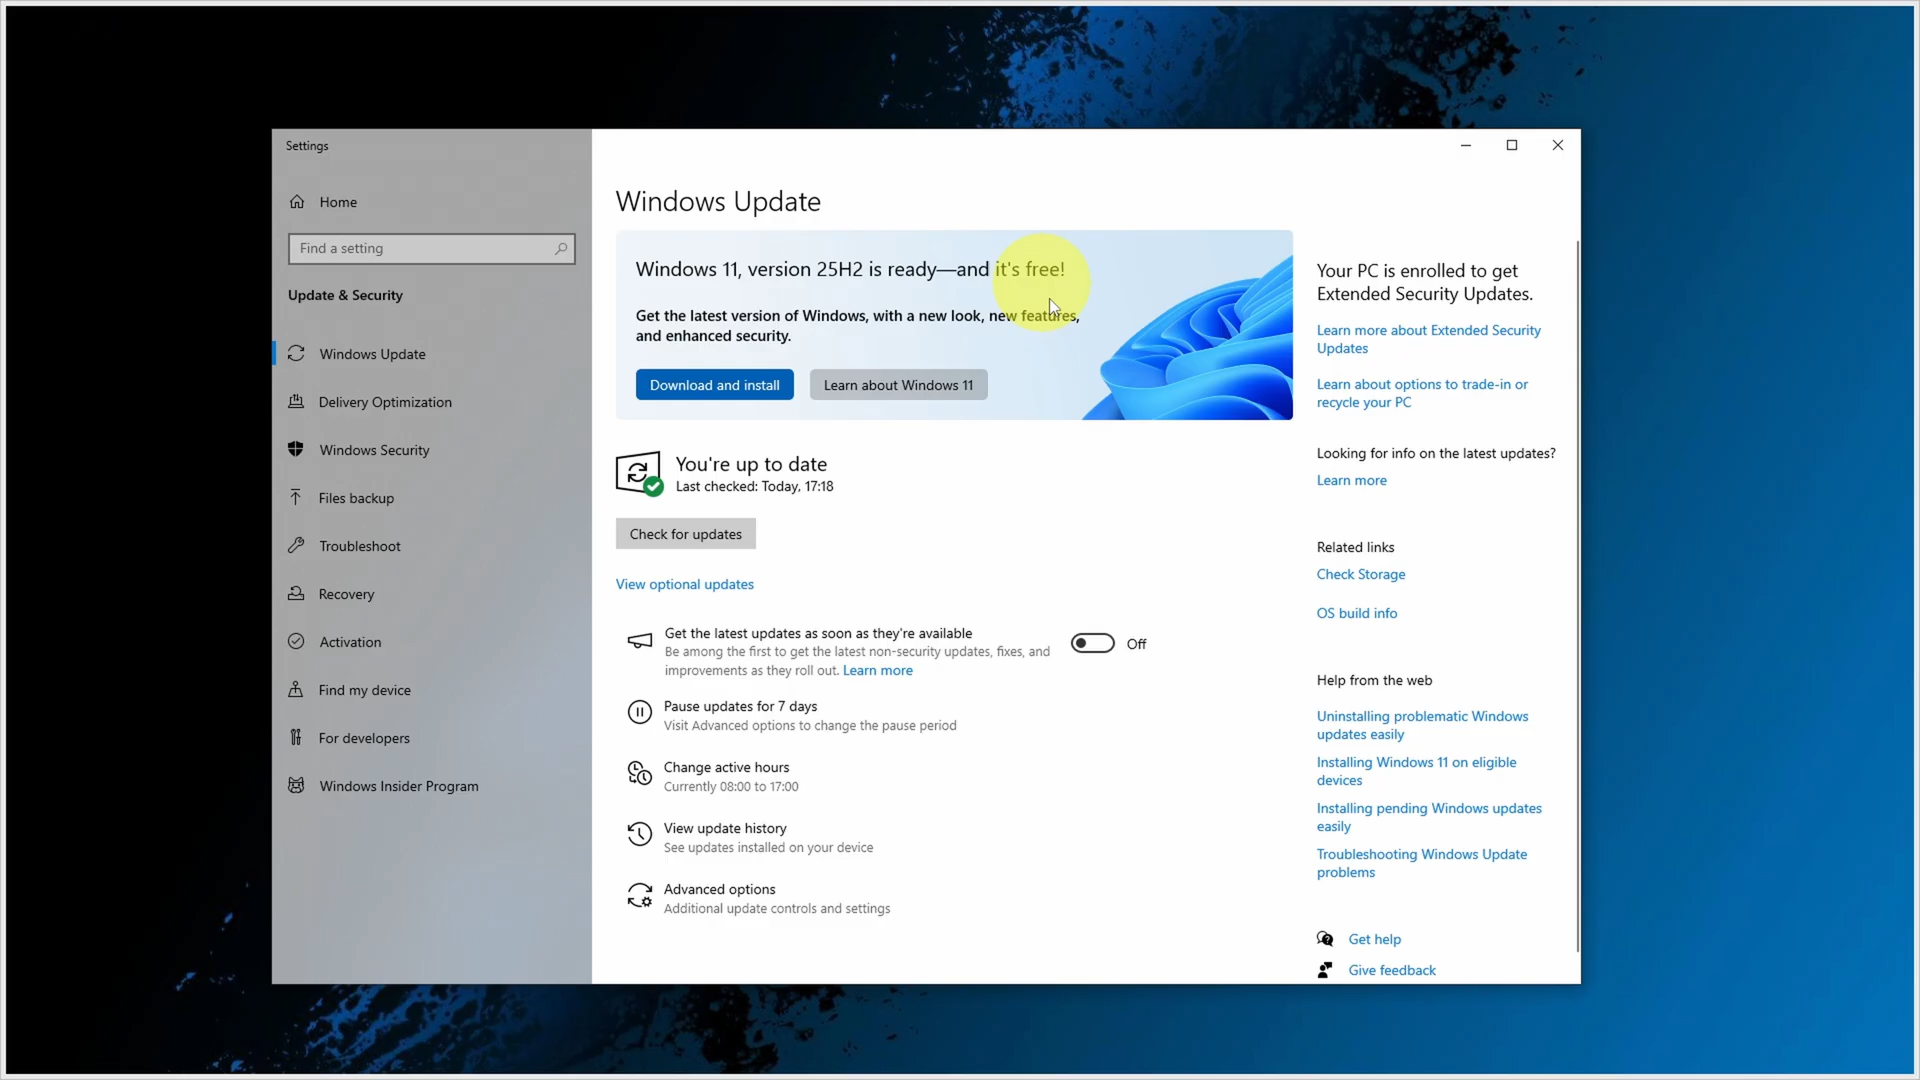 Settings
Home
Find a setting
Update & Security
Windows Update
Delivery Optimization
Windows Security
Files backup
Troubleshoot
Recovery
Activation
Find my device
For developers
Windows Insider Program
Windows Update
Windows 11, version 25H2 is ready—and it's free!
Get the latest version of Windows, with a new look, new features,
and enhanced security.
Download and install
Learn about Windows 11
You're up to date
Last checked: Today, 17:18
Check for updates
View optional updates
Get the latest updates as soon as they're available
Be among the first to get the latest non-security updates, fixes, and
improvements as they roll out. Learn more
Off
Pause updates for 7 days
Visit Advanced options to change the pause period
Change active hours
Currently 08:00 to 17:00
View update history
See updates installed on your device
Advanced options
Additional update controls and settings
Your PC is enrolled to get
Extended Security Updates.
Learn more about Extended Security
Updates
Learn about options to trade-in or
recycle your PC
Looking for info on the latest updates?
Learn more
Related links
Check Storage
OS build info
Help from the web
Uninstalling problematic Windows
updates easily
Installing Windows 11 on eligible
devices
Installing pending Windows updates
easily
Troubleshooting Windows Update
problems
Get help
Give feedback